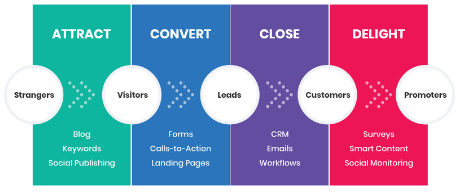 ATTRACT
CONVERT
CLOSE
DELIGHT
Strangers
Visitors
Leads
Customers
Promoters
Blog
Keywords
Social Publishing
Forms
Calls-to-Action
Landing Pages
CRM
Emails
Workflows
Surveys
Smart Content
Social Monitoring